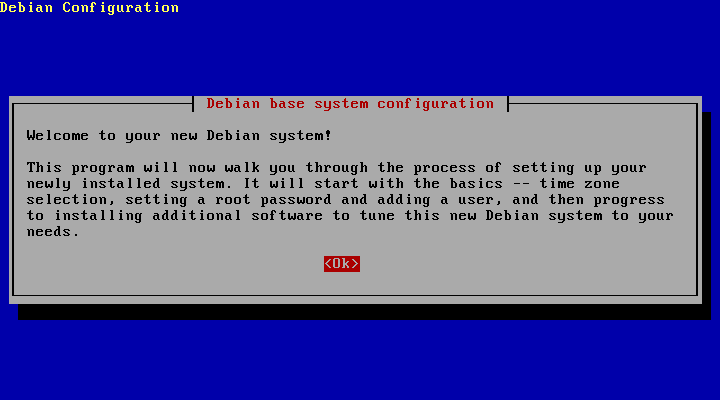 Debian Configuration
Debian base system configuration
Welcome to your new Debian system!
This program will now walk you through the process of setting up your
newly installed system. It will start with the basics -- time zone
selection, setting a root password and adding a user, and then progress
to installing additional software to tune this new Debian system to your
needs.
<Ok>